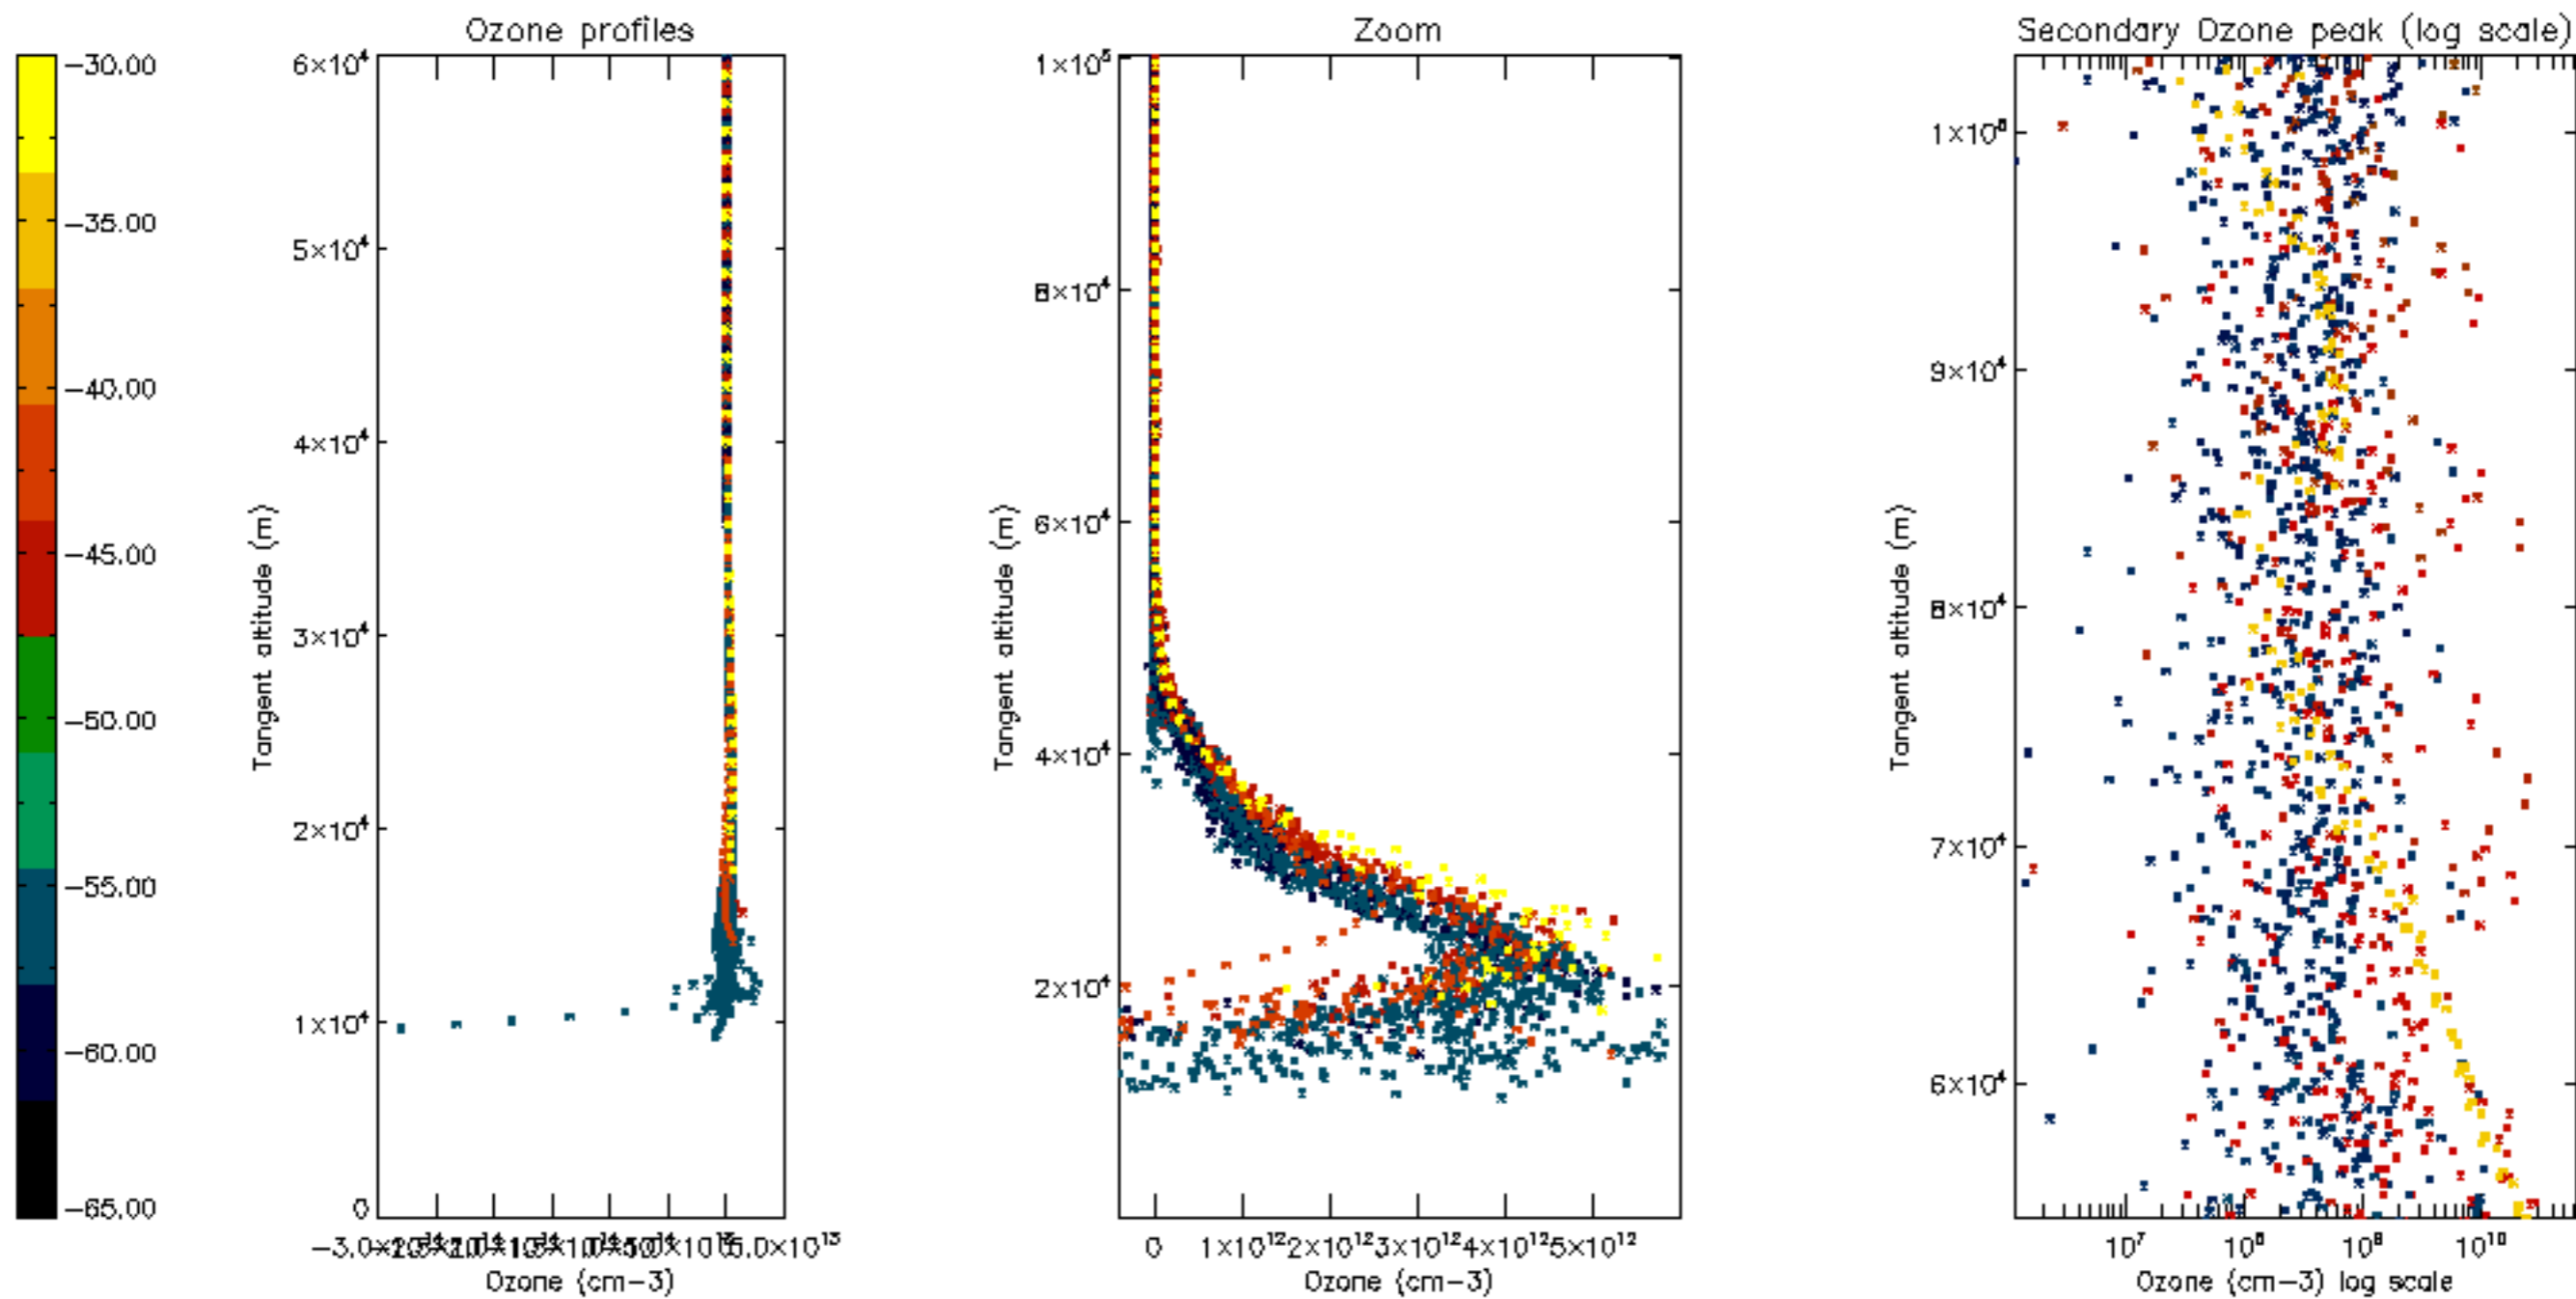 Ozone profiles
Zoom
Secondary Ozone peak (log scale)
-30.00
-35.00
-40.00
-45.00
-50.00
-55.00
-60.00
-65.00
6×10⁴
5×10⁴
4×10⁴
3×10⁴
2×10⁴
1×10⁴
0
Tangent altitude (m)
5.0×10¹³
Ozone (cm-3)
1×10⁵
8×10⁴
6×10⁴
4×10⁴
2×10⁴
Tangent altitude (m)
0 1×10¹² 2×10¹² 3×10¹² 4×10¹² 5×10¹²
Ozone (cm-3)
9×10⁴
8×10⁴
7×10⁴
6×10⁴
Tangent altitude (m)
10⁷ 10⁸ 10⁹ 10¹⁰
Ozone (cm-3) log scale